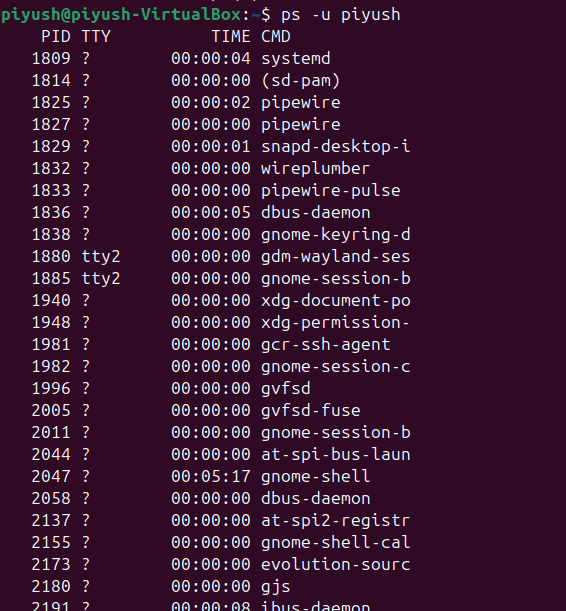 piyush@piyush-VirtualBox:~$ ps -u piyush
PID TTY TIME CMD
1809 ? 00:00:04 systemd
1814 ? 00:00:00 (sd-pam)
1825 ? 00:00:02 pipewire
1827 ? 00:00:00 pipewire
1829 ? 00:00:01 snapd-desktop-i
1832 ? 00:00:00 wireplumber
1833 ? 00:00:00 pipewire-pulse
1836 ? 00:00:05 dbus-daemon
1838 ? 00:00:00 gnome-keyring-d
1880 tty2 00:00:00 gdm-wayland-ses
1885 tty2 00:00:00 gnome-session-b
1940 ? 00:00:00 xdg-document-po
1948 ? 00:00:00 xdg-permission-
1981 ? 00:00:00 gcr-ssh-agent
1982 ? 00:00:00 gnome-session-c
1996 ? 00:00:00 gvfsd
2005 ? 00:00:00 gvfsd-fuse
2011 ? 00:00:00 gnome-session-b
2044 ? 00:00:00 at-spi-bus-laun
2047 ? 00:05:17 gnome-shell
2058 ? 00:00:00 dbus-daemon
2137 ? 00:00:00 at-spi2-registr
2155 ? 00:00:00 gnome-shell-cal
2173 ? 00:00:00 evolution-sourc
2180 ? 00:00:00 gjs
2191 ? 00:00:08 ibus-daemon